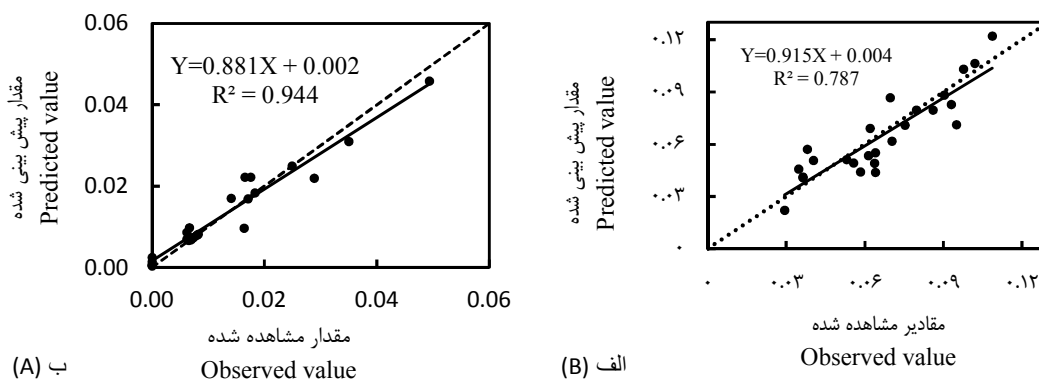 0.06
0.04
0.02
0.00
مقدار پیش بینی شده
Predicted value
Y=0.881X + 0.002
R² = 0.944
0.00 0.02 0.04 0.06
مقدار مشاهده شده
Observed value
(A) ب
۰.۱۲
۰.۰۹
۰.۰۶
۰.۰۳
۰
مقدار پیش بینی شده
Predicted value
Y=0.915X + 0.004
R² = 0.787
۰ ۰.۰۳ ۰.۰۶ ۰.۰۹ ۰.۱۲
مقادیر مشاهده شده
Observed value
(B) الف